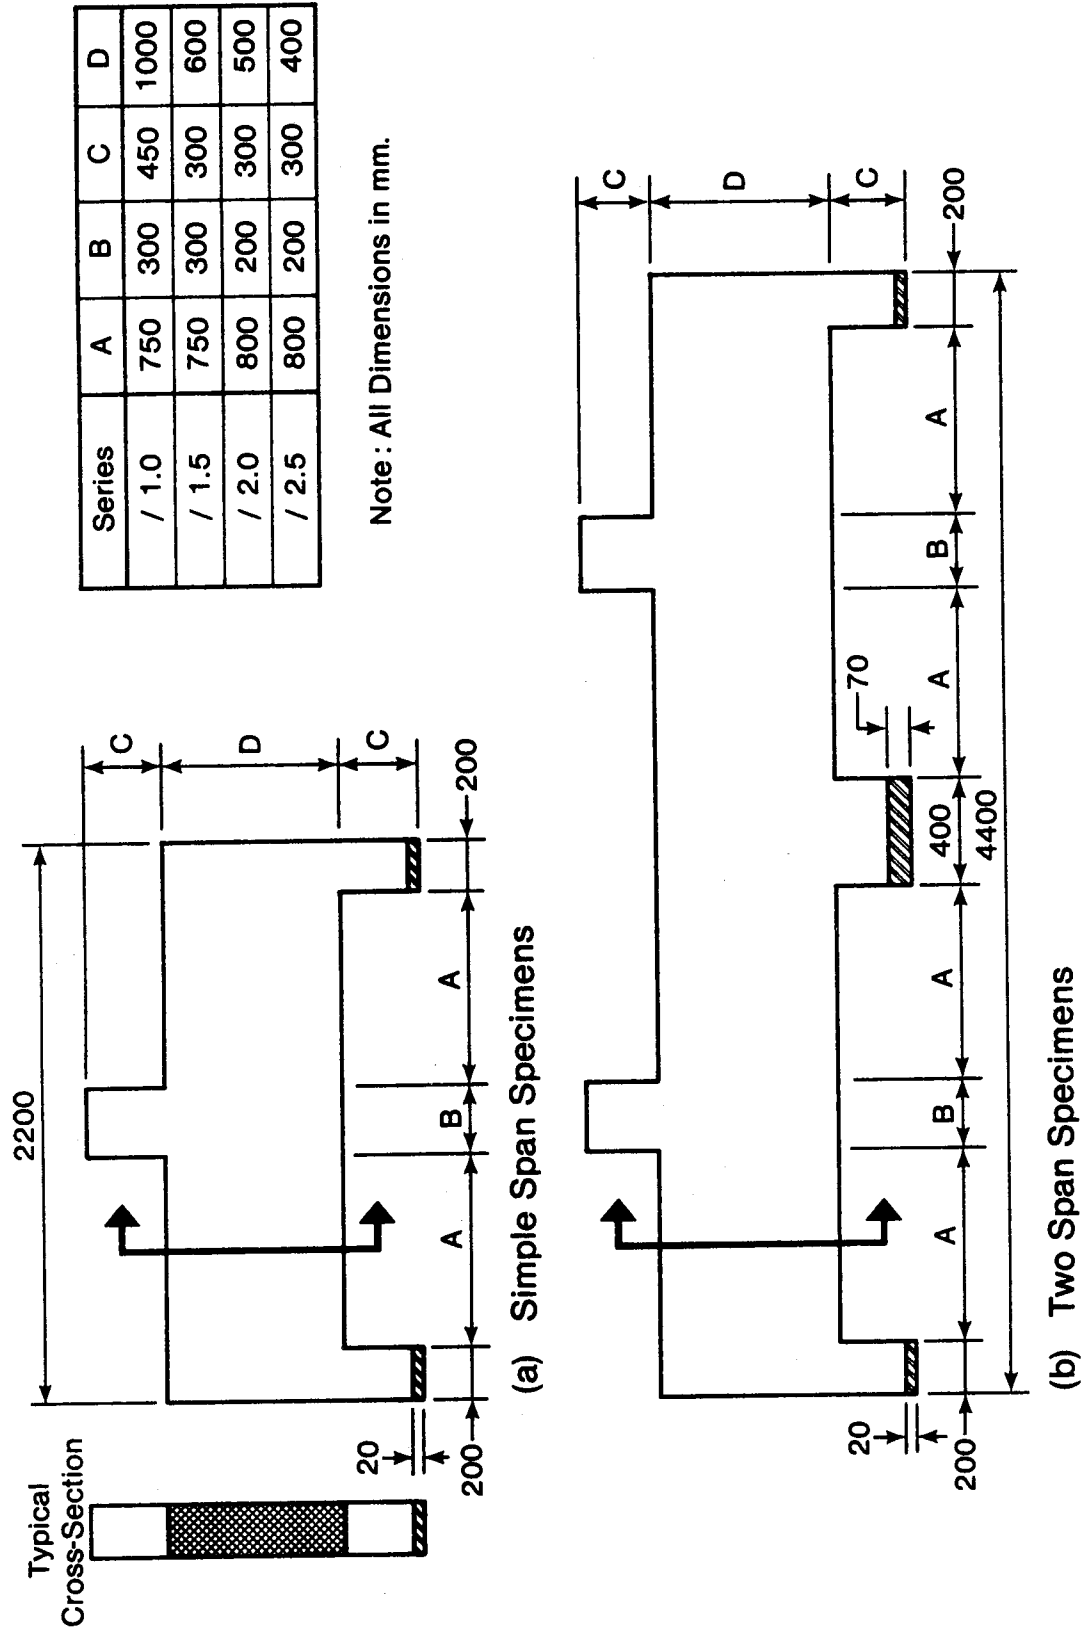 Typical
Cross-Section
2200
C
D
C
20
200
A
B
A
200
(a) Simple Span Specimens
Series A B C D
/ 1.0 750 300 450 1000
/ 1.5 750 300 300 600
/ 2.0 800 200 300 500
/ 2.5 800 200 300 400
Note: All Dimensions in mm.
C
D
C
20
70
200
A
B
A
400
A
B
A
200
4400
(b) Two Span Specimens